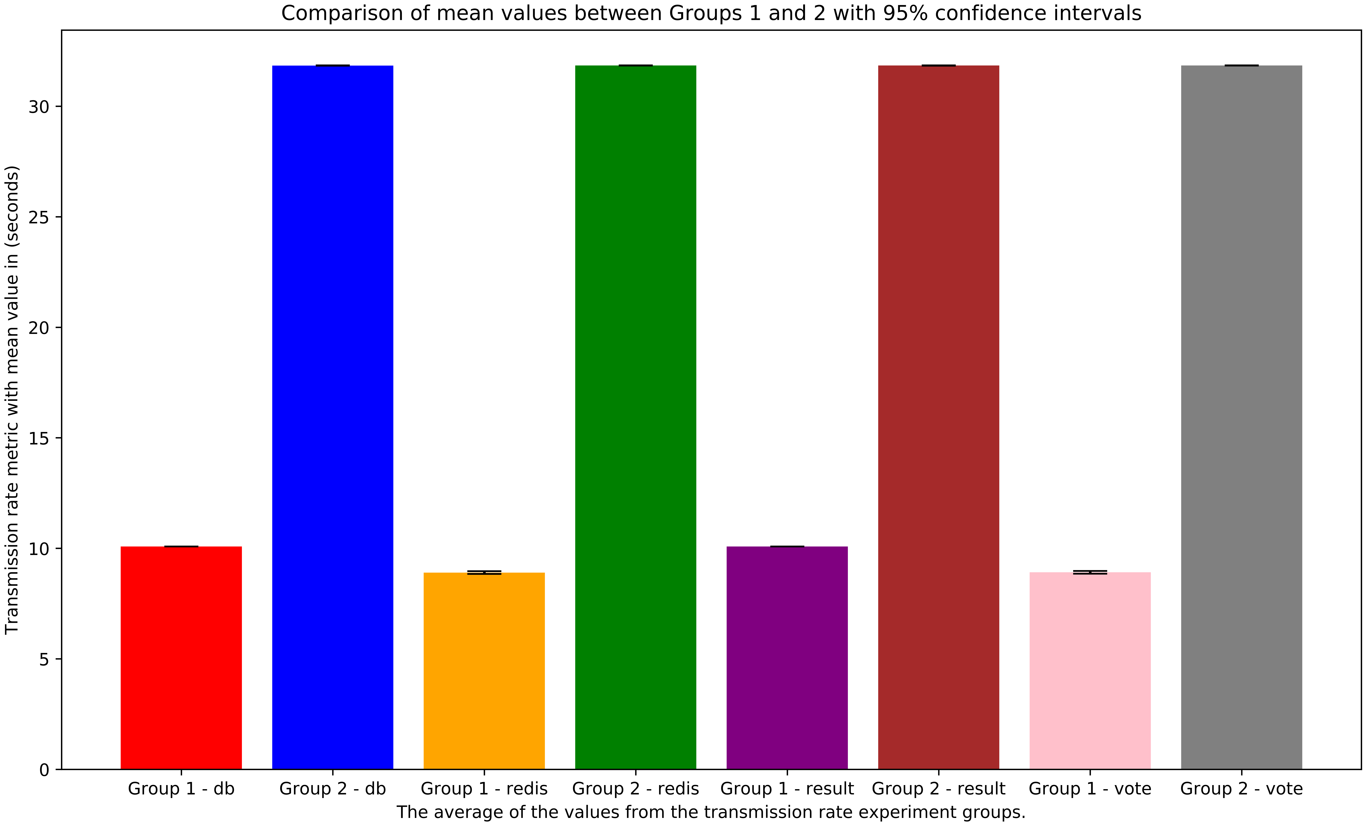 Comparison of mean values between Groups 1 and 2 with 95% confidence intervals
Transmission rate metric with mean value in (seconds)
30
25
20
15
10
5
0
Group 1 - db
Group 2 - db
Group 1 - redis
Group 2 - redis
Group 1 - result
Group 2 - result
Group 1 - vote
Group 2 - vote
The average of the values from the transmission rate experiment groups.